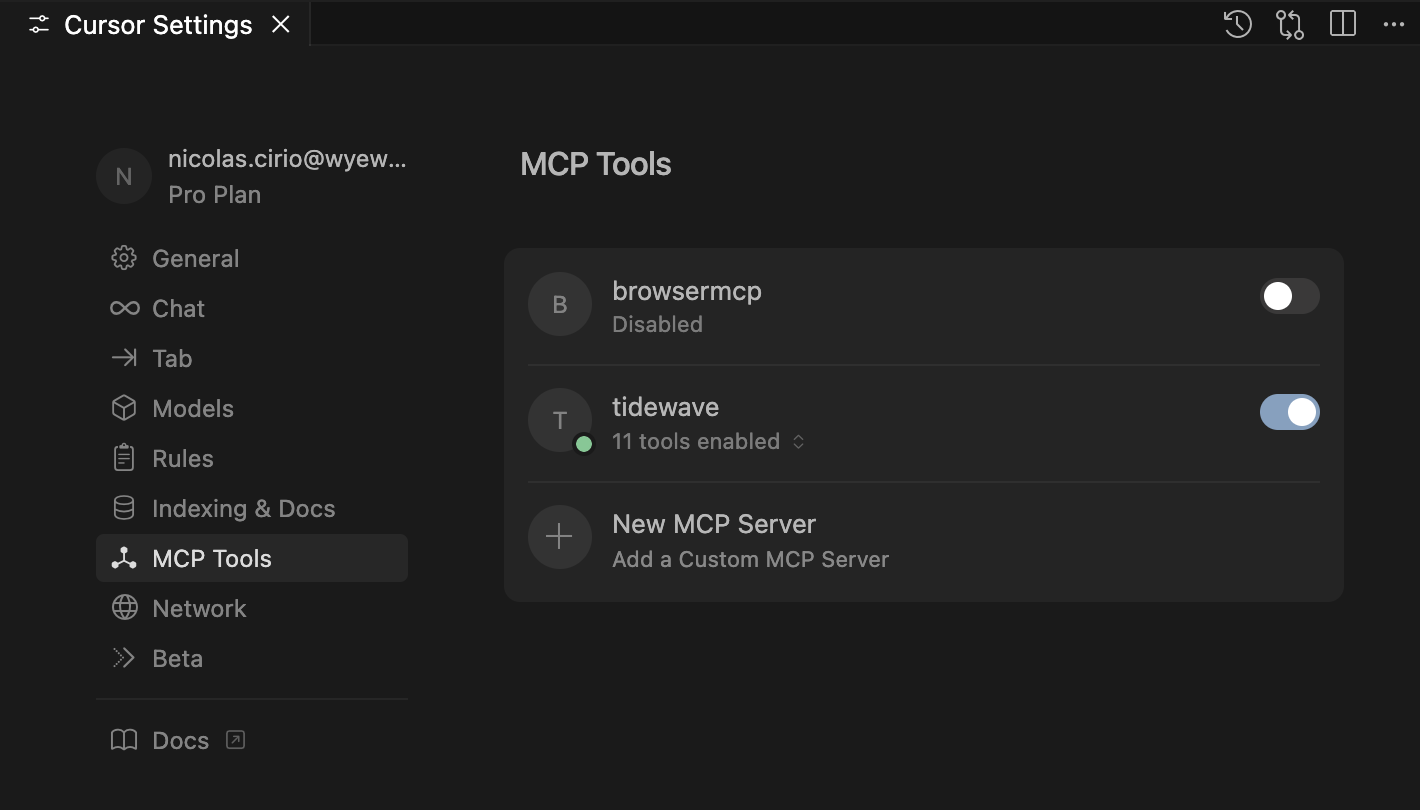 Cursor Settings
N
nicolas.cirio@wyew...
Pro Plan
General
Chat
Tab
Models
Rules
Indexing & Docs
MCP Tools
Network
Beta
Docs
MCP Tools
B
browsermcp
Disabled
T
tidewave
11 tools enabled
New MCP Server
Add a Custom MCP Server